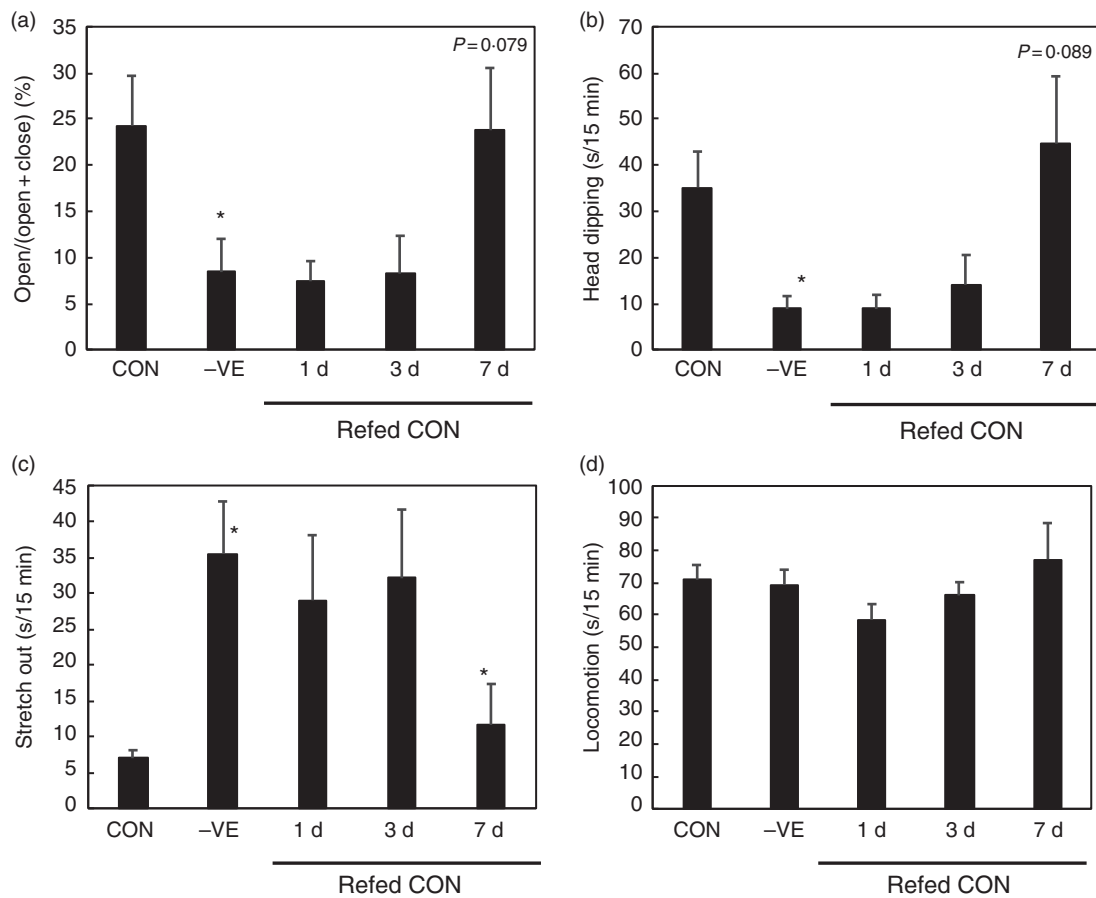 (a)
Open/(open + close) (%)
40
35
30
25
20
15
10
5
0
P = 0·079
*
CON –VE 1 d 3 d 7 d
Refed CON
(b)
Head dipping (s/15 min)
70
60
50
40
30
20
10
0
P = 0·089
*
CON –VE 1 d 3 d 7 d
Refed CON
(c)
Stretch out (s/15 min)
45
40
35
30
25
20
15
10
5
0
*
*
CON –VE 1 d 3 d 7 d
Refed CON
(d)
Locomotion (s/15 min)
100
90
80
70
60
50
40
30
20
10
0
CON –VE 1 d 3 d 7 d
Refed CON